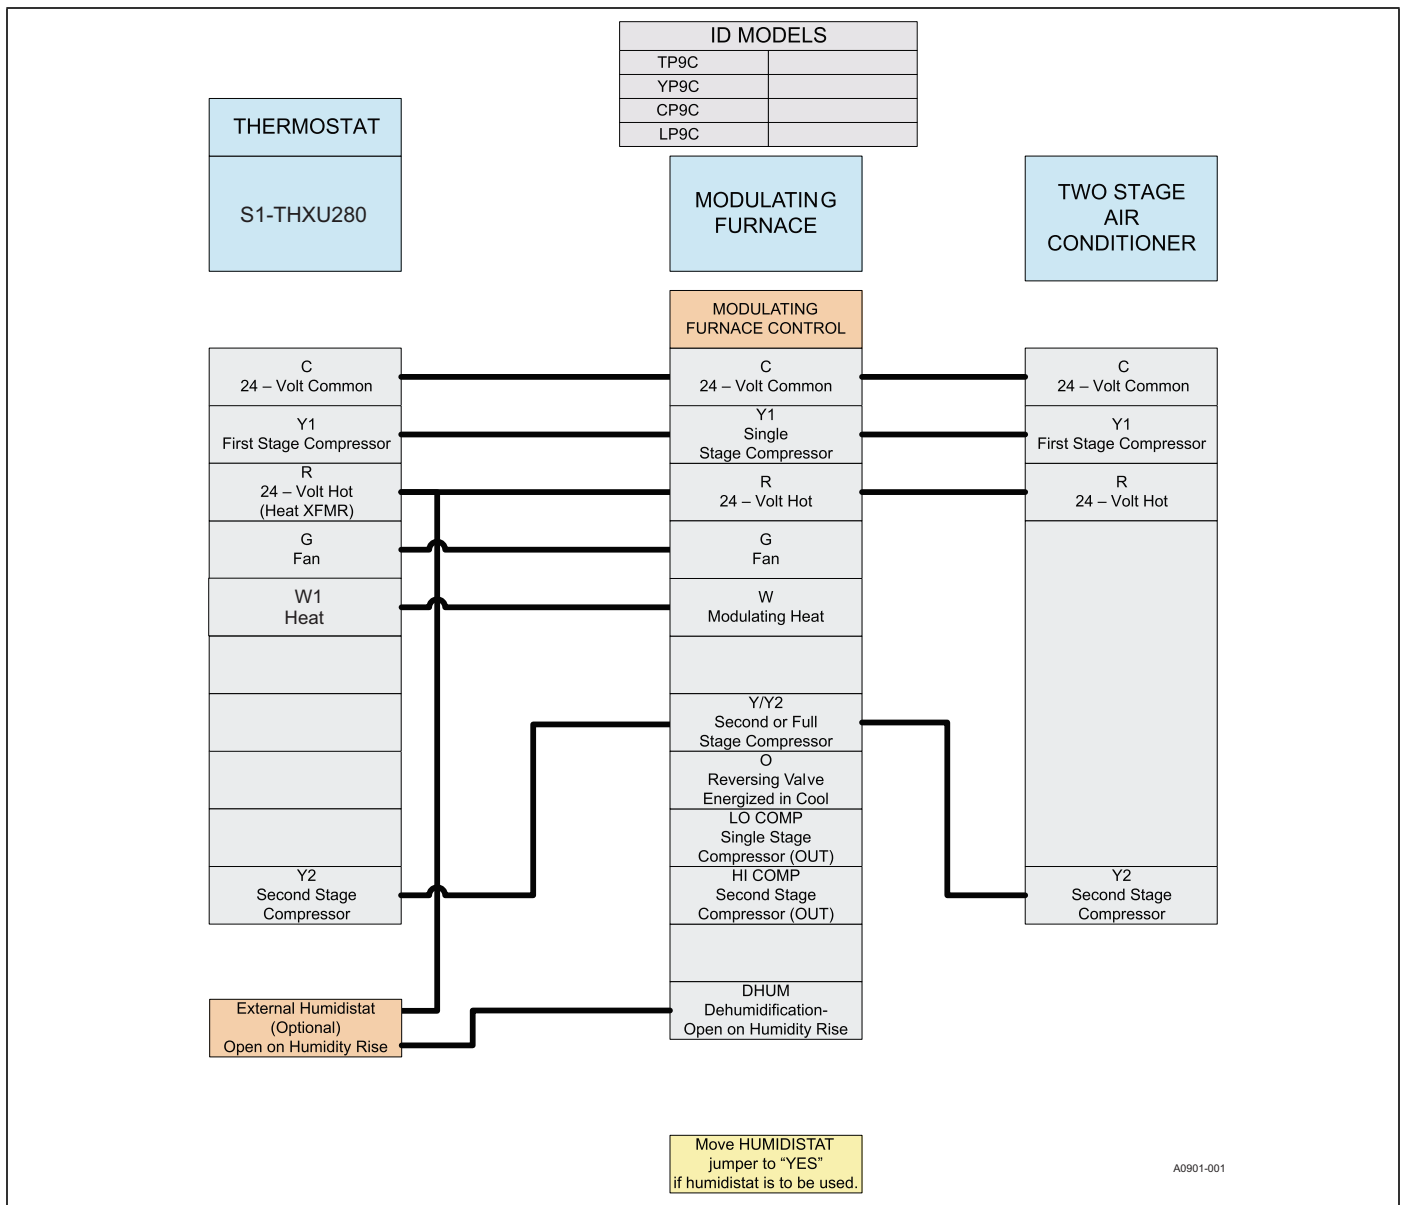 ID MODELS
TP9C
YP9C
CP9C
LP9C
THERMOSTAT
S1-THXU280
MODULATING
FURNACE
TWO STAGE
AIR
CONDITIONER
MODULATING
FURNACE CONTROL
C
24 – Volt Common
Y1
First Stage Compressor
R
24 – Volt Hot
(Heat XFMR)
G
Fan
W1
Heat
Y2
Second Stage
Compressor
External Humidistat
(Optional)
Open on Humidity Rise
C
24 – Volt Common
Y1
Single
Stage Compressor
R
24 – Volt Hot
G
Fan
W
Modulating Heat
Y/Y2
Second or Full
Stage Compressor
O
Reversing Valve
Energized in Cool
LO COMP
Single Stage
Compressor (OUT)
HI COMP
Second Stage
Compressor (OUT)
DHUM
Dehumidification-
Open on Humidity Rise
C
24 – Volt Common
Y1
First Stage Compressor
R
24 – Volt Hot
Y2
Second Stage
Compressor
Move HUMIDISTAT
jumper to “YES”
if humidistat is to be used.
A0901-001